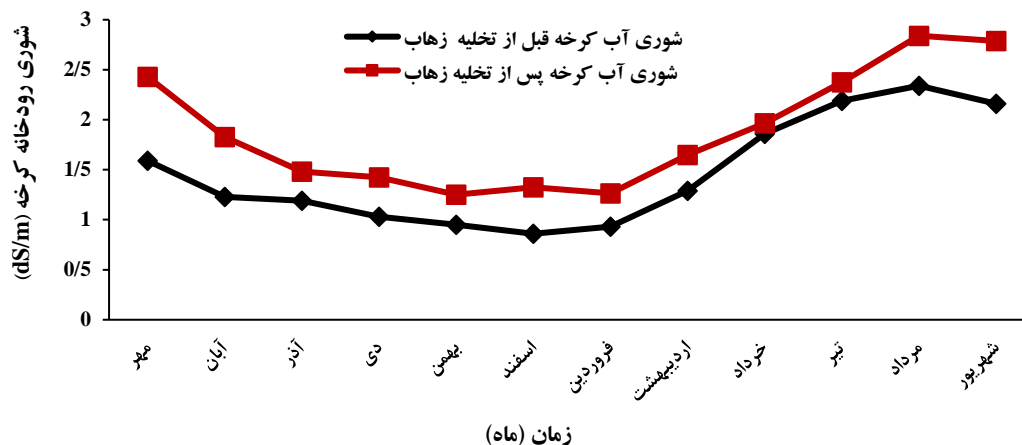 شوری رودخانه کرخه (dS/m)
3
2/5
2
1/5
1
0/5
0
شوری آب کرخه قبل از تخلیه زهاب
شوری آب کرخه پس از تخلیه زهاب
مهر
آبان
آذر
دی
بهمن
اسفند
فروردین
اردیبهشت
خرداد
تیر
مرداد
شهریور
زمان (ماه)